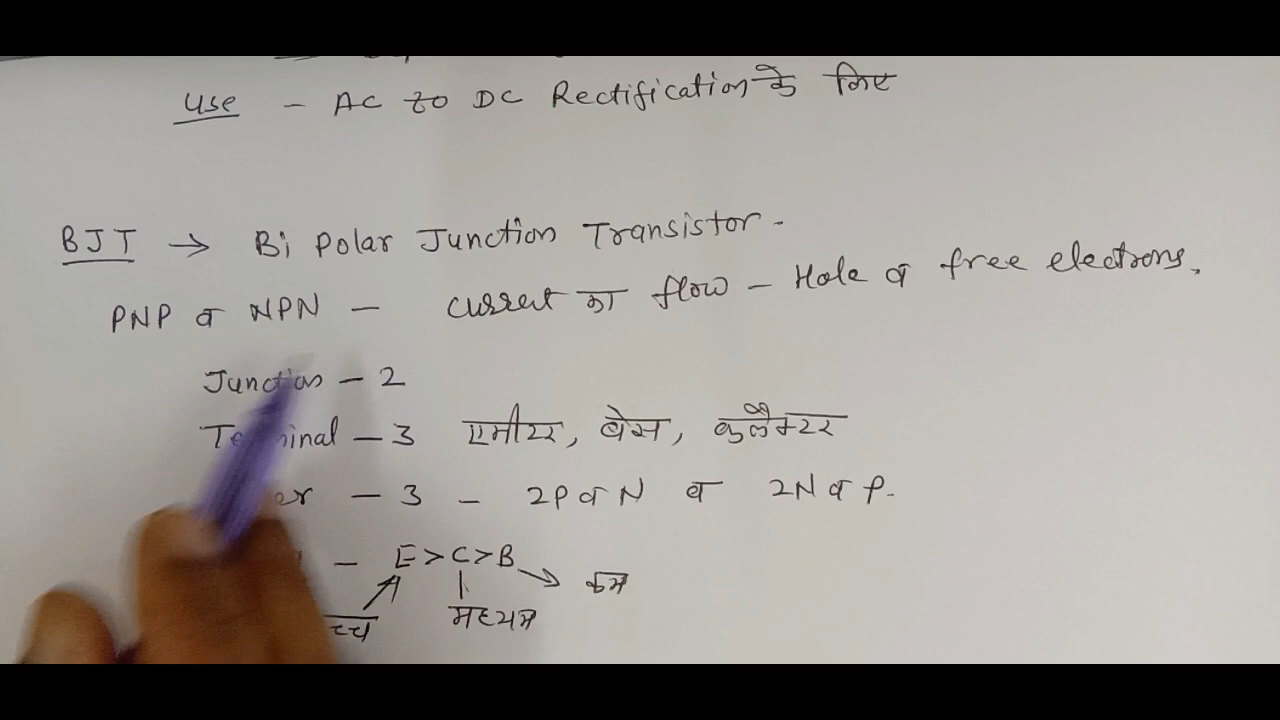 Use - AC to DC Rectification के लिए
BJT → Bi Polar Junction Transistor -
PNP व NPN - Current का flow - Hole व free electrons.
Junction - 2
Terminal - 3 एमीटर, बेस, कलैक्टर
- 3 - 2P व N व 2N व P.
- E > C > B → कम
मध्यम